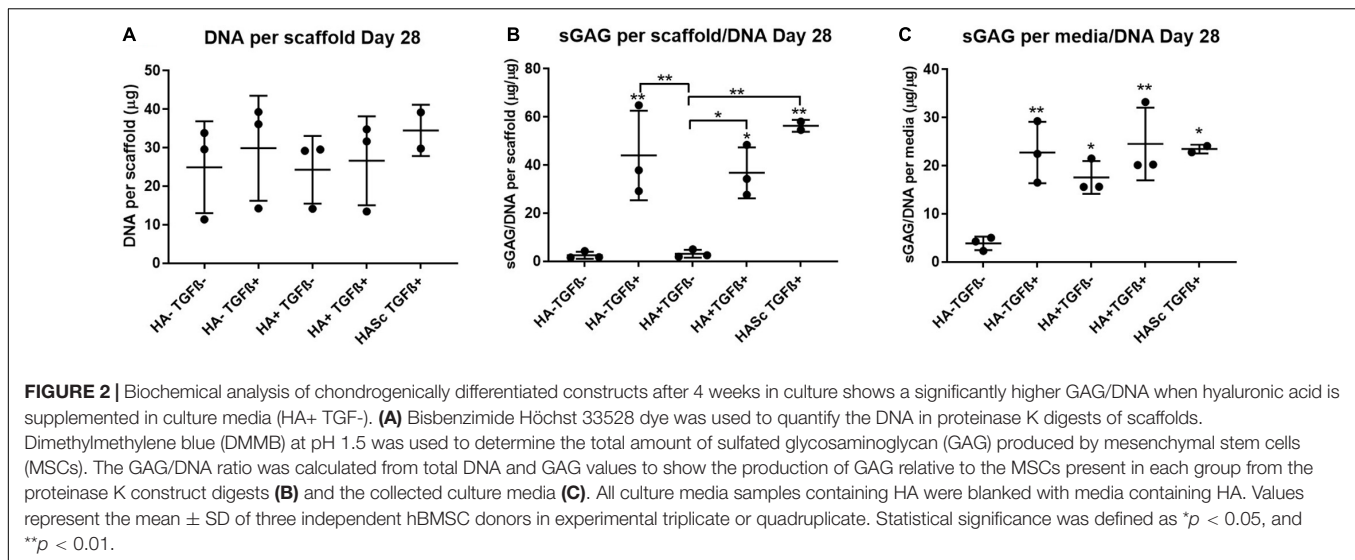 A
DNA per scaffold Day 28
DNA per scaffold (µg)
50
40
30
20
10
0
HA- TGFß-
HA- TGFß+
HA+ TGFß-
HA+ TGFß+
HASc TGFß+
B
sGAG per scaffold/DNA Day 28
sGAG/DNA per scaffold (µg/µg)
80
60
40
20
0
**
**
**
*
*
**
HA-TGFß-
HA-TGFß+
HA+TGFß-
HA+TGFß+
HASc TGFß+
C
sGAG per media/DNA Day 28
sGAG/DNA per media (µg/µg)
40
30
20
10
0
**
*
**
*
HA-TGFß-
HA-TGFß+
HA+TGFß-
HA+TGFß+
HASc TGFß+
FIGURE 2 | Biochemical analysis of chondrogenically differentiated constructs after 4 weeks in culture shows a significantly higher GAG/DNA when hyaluronic acid is
supplemented in culture media (HA+ TGF-). (A) Bisbenzimide Höchst 33528 dye was used to quantify the DNA in proteinase K digests of scaffolds.
Dimethylmethylene blue (DMMB) at pH 1.5 was used to determine the total amount of sulfated glycosaminoglycan (GAG) produced by mesenchymal stem cells
(MSCs). The GAG/DNA ratio was calculated from total DNA and GAG values to show the production of GAG relative to the MSCs present in each group from the
proteinase K construct digests (B) and the collected culture media (C). All culture media samples containing HA were blanked with media containing HA. Values
represent the mean ± SD of three independent hBMSC donors in experimental triplicate or quadruplicate. Statistical significance was defined as *p < 0.05, and
**p < 0.01.